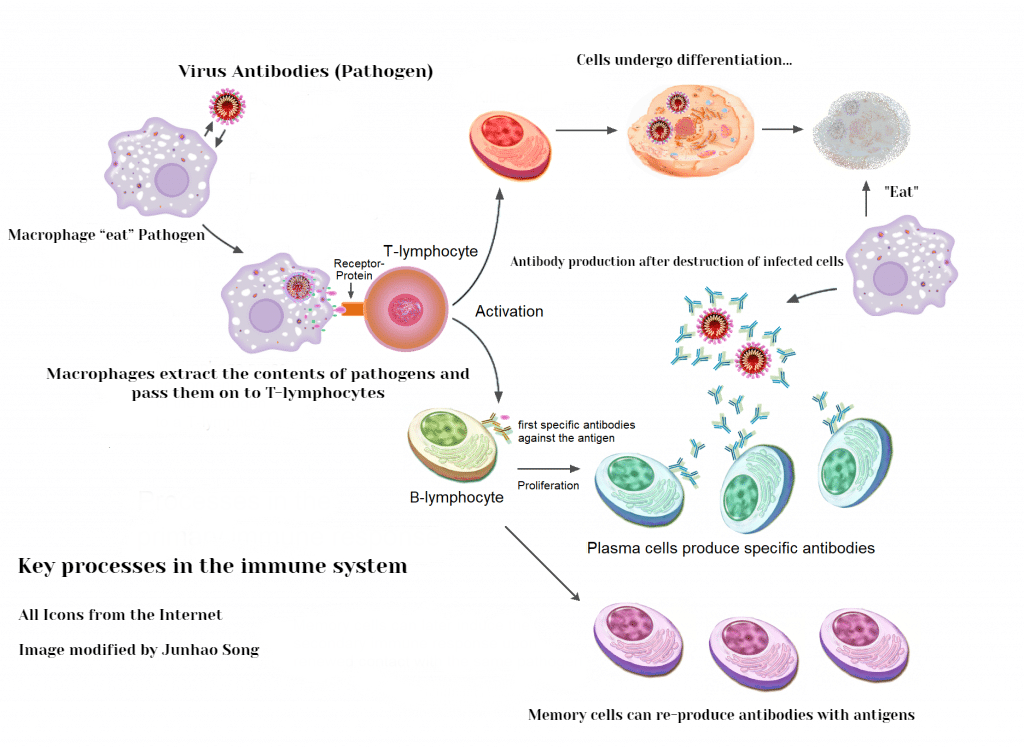 Cells undergo differentiation...
Virus Antibodies (Pathogen)
"Eat"
Macrophage “eat” Pathogen
T-lymphocyte
Receptor-
Protein
Antibody production after destruction of infected cells
Activation
Macrophages extract the contents of pathogens and
pass them on to T-lymphocytes
first specific antibodies
against the antigen
B-lymphocyte
Proliferation
Plasma cells produce specific antibodies
Key processes in the immune system
All Icons from the Internet
Image modified by Junhao Song
Memory cells can re-produce antibodies with antigens